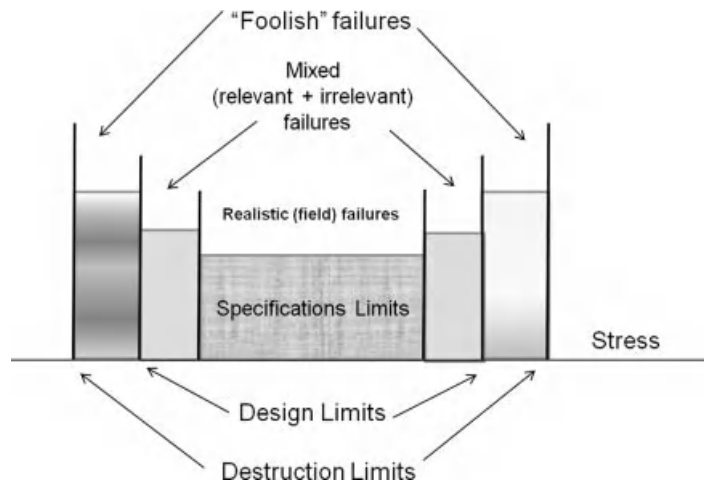 “Foolish” failures
Mixed
(relevant + irrelevant)
failures
Realistic (field) failures
Specifications Limits
Stress
Design Limits
Destruction Limits